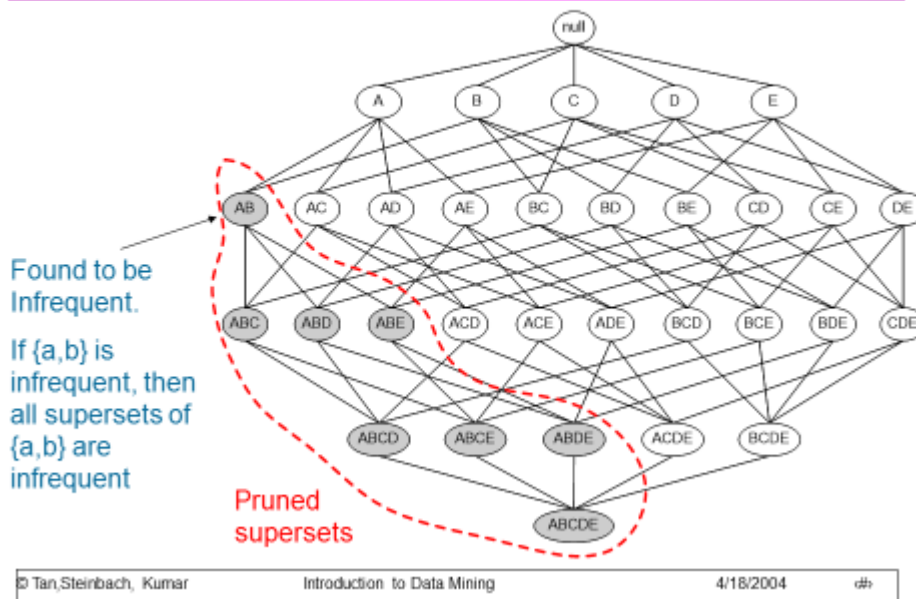 null
A B C D E
AB AC AD AE BC BD BE CD CE DE
Found to be
Infrequent.
ABC ABD ABE ACD ACE ADE BCD BCE BDE CDE
If {a,b} is
infrequent, then
all supersets of
{a,b} are
infrequent
ABCD ABCE ABDE ACDE BCDE
Pruned
supersets
ABCDE
© Tan,Steinbach, Kumar Introduction to Data Mining 4/18/2004